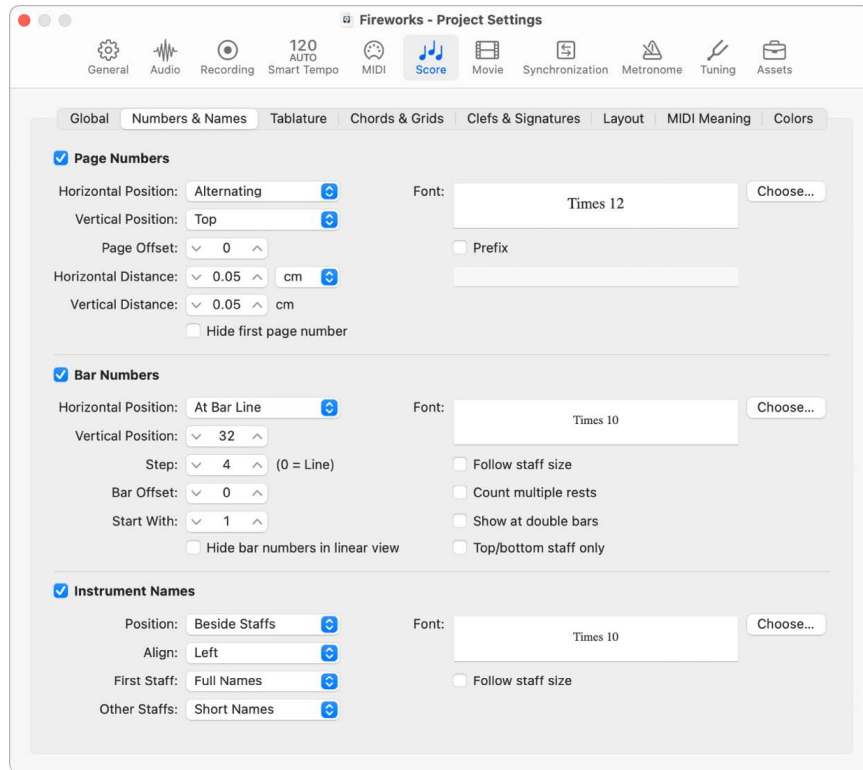 Fireworks - Project Settings
120
AUTO
General Audio Recording Smart Tempo MIDI Score Movie Synchronization Metronome Tuning Assets
Global Numbers & Names Tablature Chords & Grids Clefs & Signatures Layout MIDI Meaning Colors
Page Numbers
Horizontal Position: Alternating Font: Times 12 Choose...
Vertical Position: Top
Page Offset: 0 Prefix
Horizontal Distance: 0.05 cm
Vertical Distance: 0.05 cm
Hide first page number
Bar Numbers
Horizontal Position: At Bar Line Font: Times 10 Choose...
Vertical Position: 32
Step: 4 (0 = Line) Follow staff size
Bar Offset: 0 Count multiple rests
Start With: 1 Show at double bars
Hide bar numbers in linear view Top/bottom staff only
Instrument Names
Position: Beside Staffs Font: Times 10 Choose...
Align: Left
First Staff: Full Names Follow staff size
Other Staffs: Short Names